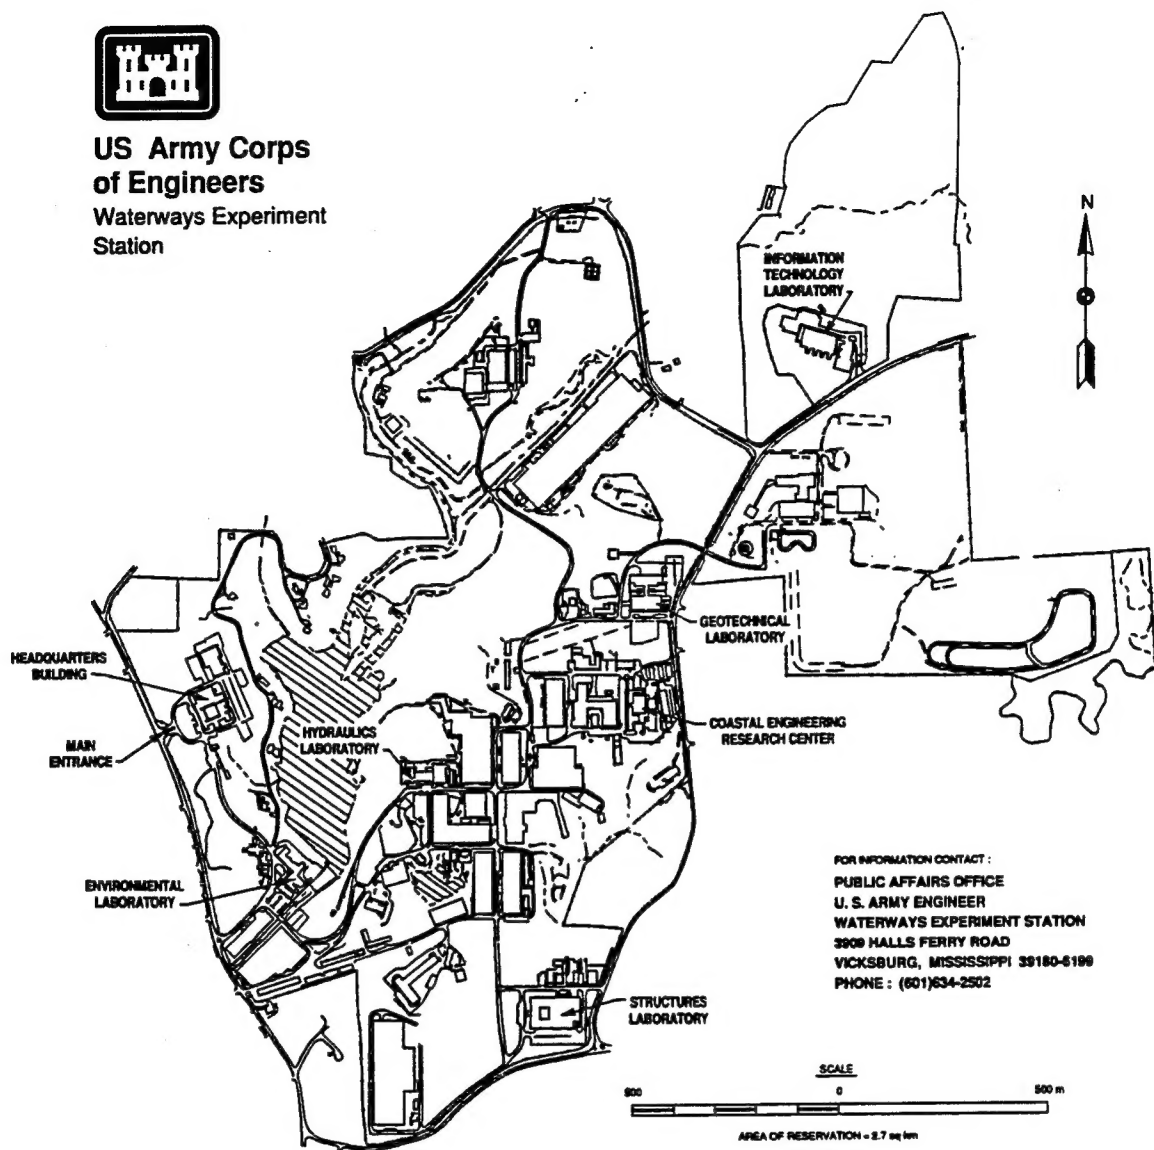 US Army Corps
of Engineers
Waterways Experiment
Station
N
INFORMATION
TECHNOLOGY
LABORATORY
GEOTECHNICAL
LABORATORY
HEADQUARTERS
BUILDING
MAIN
ENTRANCE
HYDRAULICS
LABORATORY
COASTAL ENGINEERING
RESEARCH CENTER
ENVIRONMENTAL
LABORATORY
STRUCTURES
LABORATORY
FOR INFORMATION CONTACT :
PUBLIC AFFAIRS OFFICE
U. S. ARMY ENGINEER
WATERWAYS EXPERIMENT STATION
3909 HALLS FERRY ROAD
VICKSBURG, MISSISSIPPI 39180-6199
PHONE : (601)634-2502
SCALE
500 0 500 m
AREA OF RESERVATION = 2.7 sq km